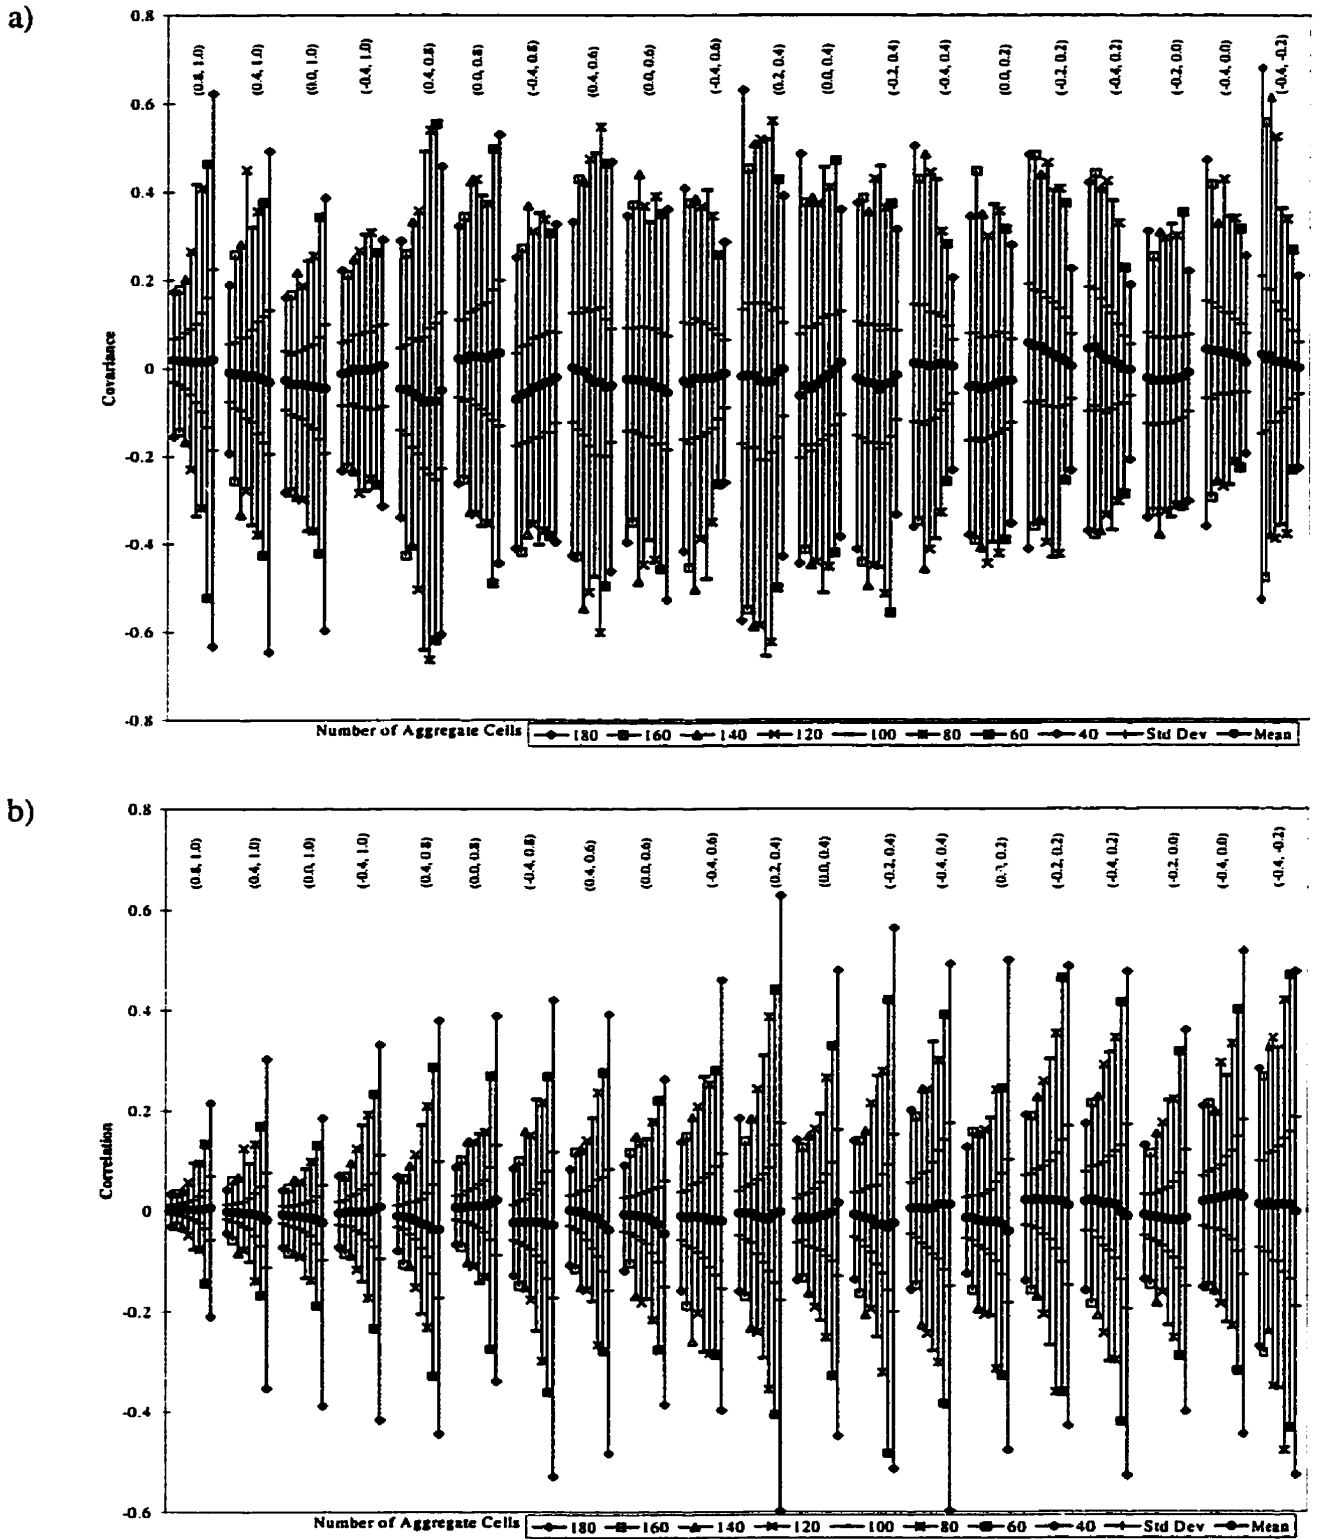 a)
0.8
0.6
0.4
0.2
0
-0.2
-0.4
-0.6
-0.8
Covariance
(0.8, 1.0) (0.4, 1.0) (0.0, 1.0) (-0.4, 1.0) (0.4, 0.8) (0.0, 0.8) (-0.4, 0.8) (0.4, 0.6) (0.0, 0.6) (-0.4, 0.6) (0.2, 0.4) (0.0, 0.4) (-0.2, 0.4) (-0.4, 0.4) (0.0, 0.2) (-0.2, 0.2) (-0.4, 0.2) (-0.2, 0.0) (-0.4, 0.0) (-0.4, -0.2)
Number of Aggregate Cells 180 160 140 120 100 80 60 40 Std Dev Mean
b)
0.8
0.6
0.4
0.2
0
-0.2
-0.4
-0.6
Correlation
(0.8, 1.0) (0.4, 1.0) (0.0, 1.0) (-0.4, 1.0) (0.4, 0.8) (0.0, 0.8) (-0.4, 0.8) (0.4, 0.6) (0.0, 0.6) (-0.4, 0.6) (0.2, 0.4) (0.0, 0.4) (-0.2, 0.4) (-0.4, 0.4) 0.2) (-0.2, 0.2) (-0.4, 0.2) (-0.2, 0.0) (-0.4, 0.0) (-0.4, -0.2)
Number of Aggregate Cells 180 160 140 120 100 80 60 40 Std Dev Mean